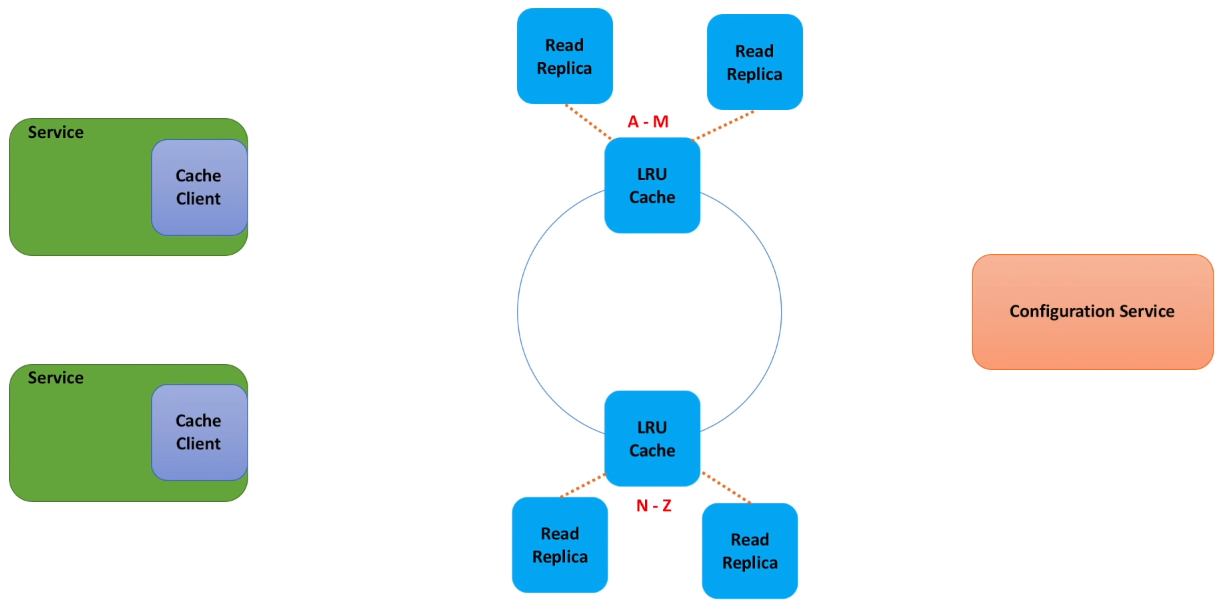 Service
Cache
Client
Service
Cache
Client
Read
Replica
Read
Replica
A - M
LRU
Cache
LRU
Cache
N - Z
Read
Replica
Read
Replica
Configuration Service